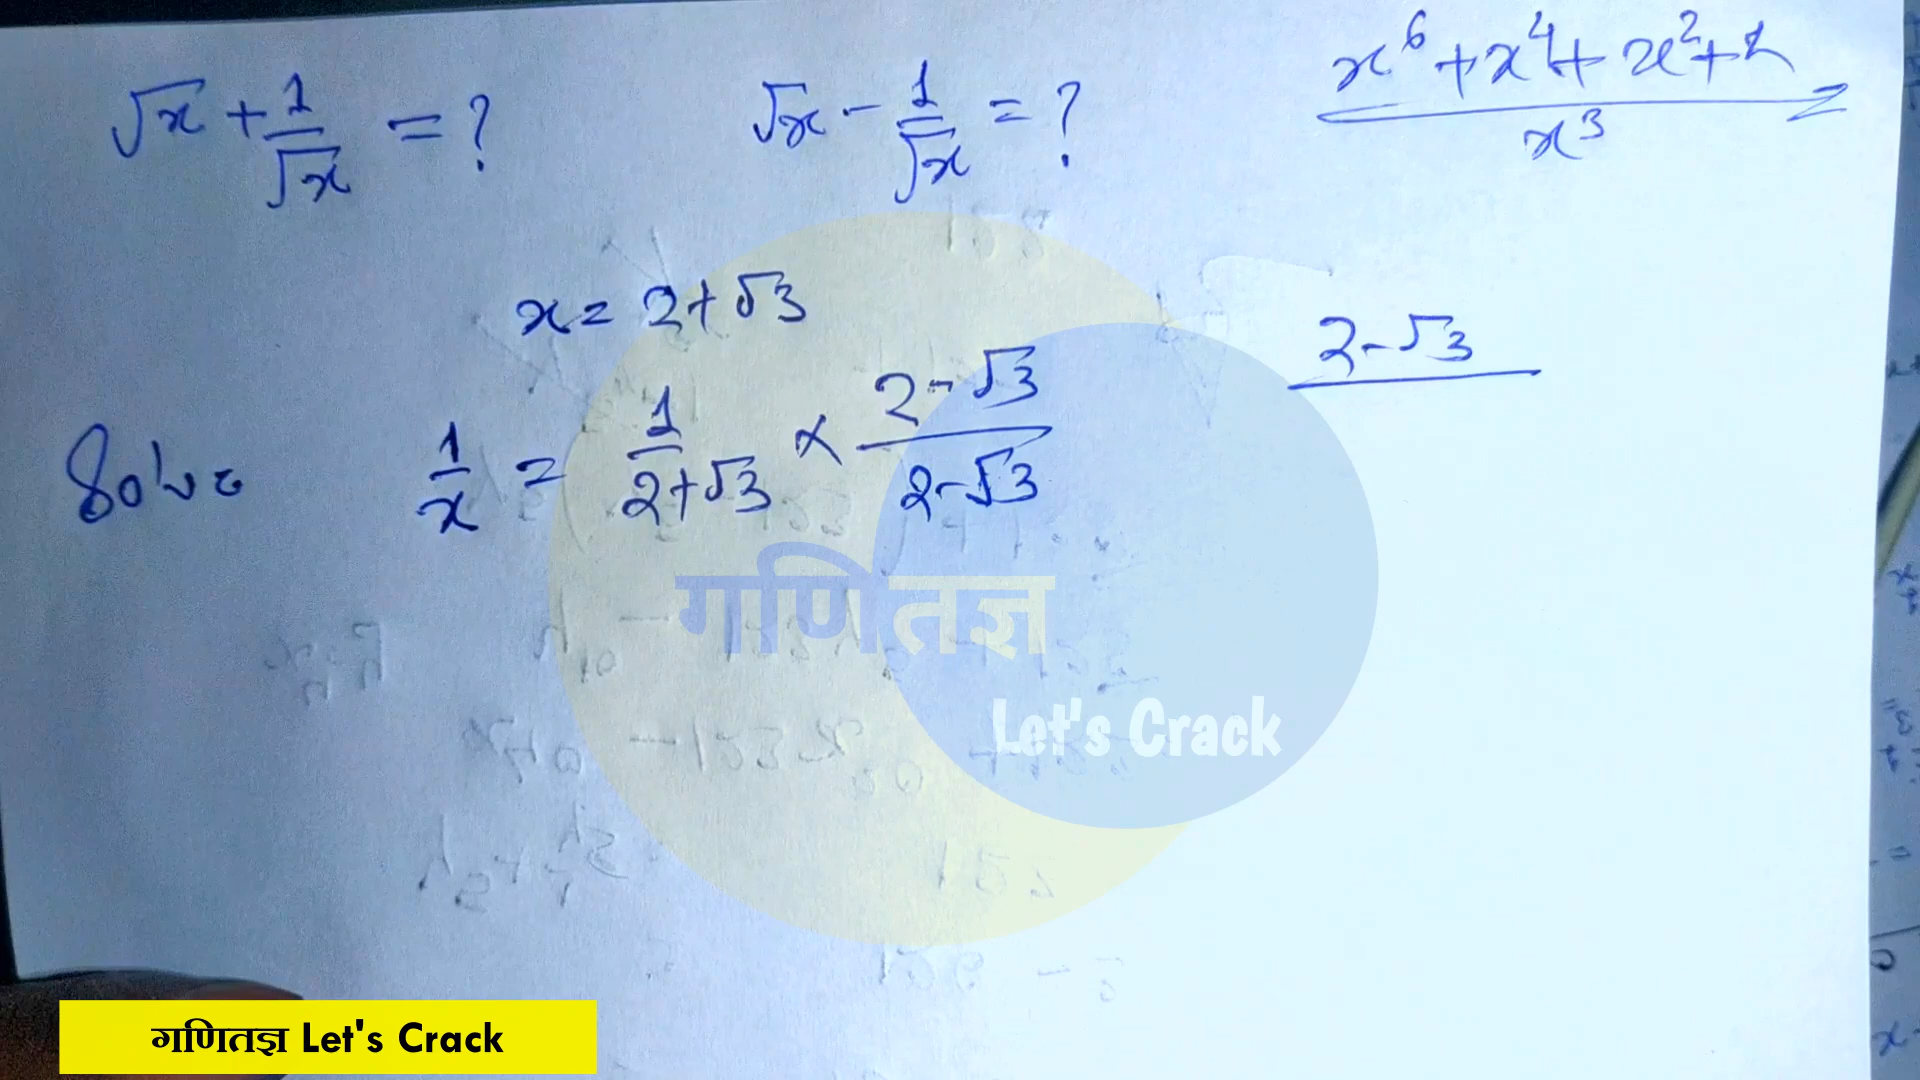 √x + 1/√x = ?   √x - 1/√x = ?   x⁶+x⁴+x²+1/x³ =
x = 2+√3
Solve   1/x = 1/2+√3 × 2-√3/2-√3   2-√3
गणितज्ञ
Let's Crack
गणितज्ञ Let's Crack